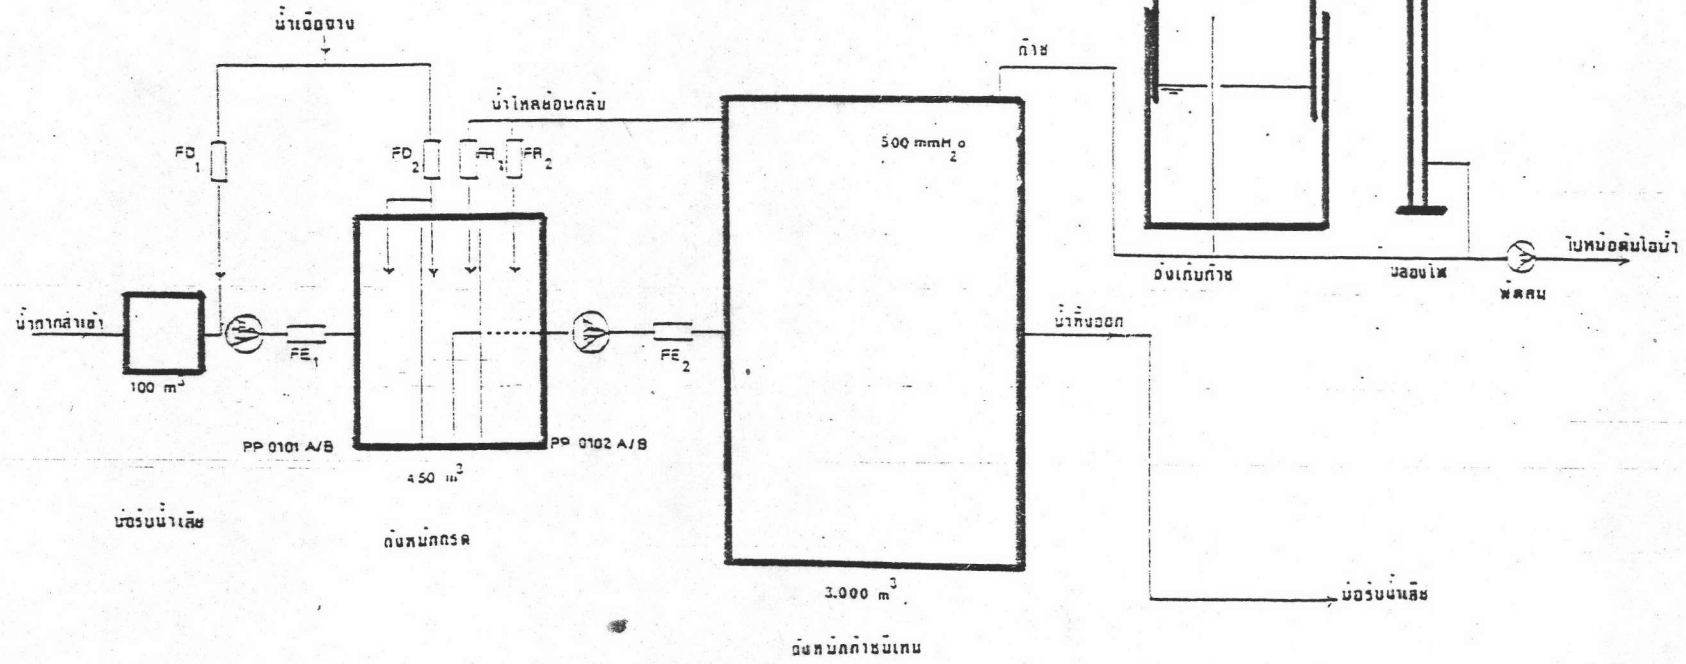 น้ำเจือจาง
ก๊าซ
น้ำไหลย้อนกลับ
FD1
FD2
FR1
FR2
500 mmH2O
ไปหม้อต้มไอน้ำ
ถังเก็บก๊าซ
ปล่องไฟ
พัดลม
น้ำกากส่าเข้า
น้ำทิ้งออก
FE1
FE2
100 m3
PP 0101 A/B
PP 0102 A/B
450 m3
บ่อรับน้ำเสีย
ถังหมักกรด
3.000 m3
บ่อรับน้ำเสีย
ถังหมักก๊าซมีเทน